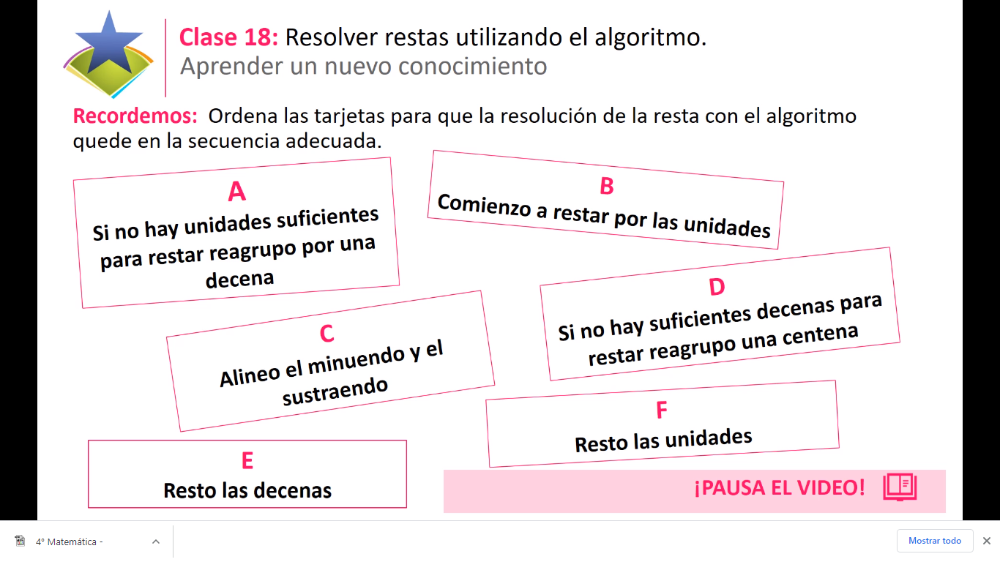 Clase 18: Resolver restas utilizando el algoritmo.
Aprender un nuevo conocimiento
Recordemos: Ordena las tarjetas para que la resolución de la resta con el algoritmo
quede en la secuencia adecuada.
A
Si no hay unidades suficientes
para restar reagrupo por una
decena
B
Comienzo a restar por las unidades
C
Alineo el minuendo y el
sustraendo
D
Si no hay suficientes decenas para
restar reagrupo una centena
E
Resto las decenas
F
Resto las unidades
¡PAUSA EL VIDEO!
4° Matemática -
Mostrar todo